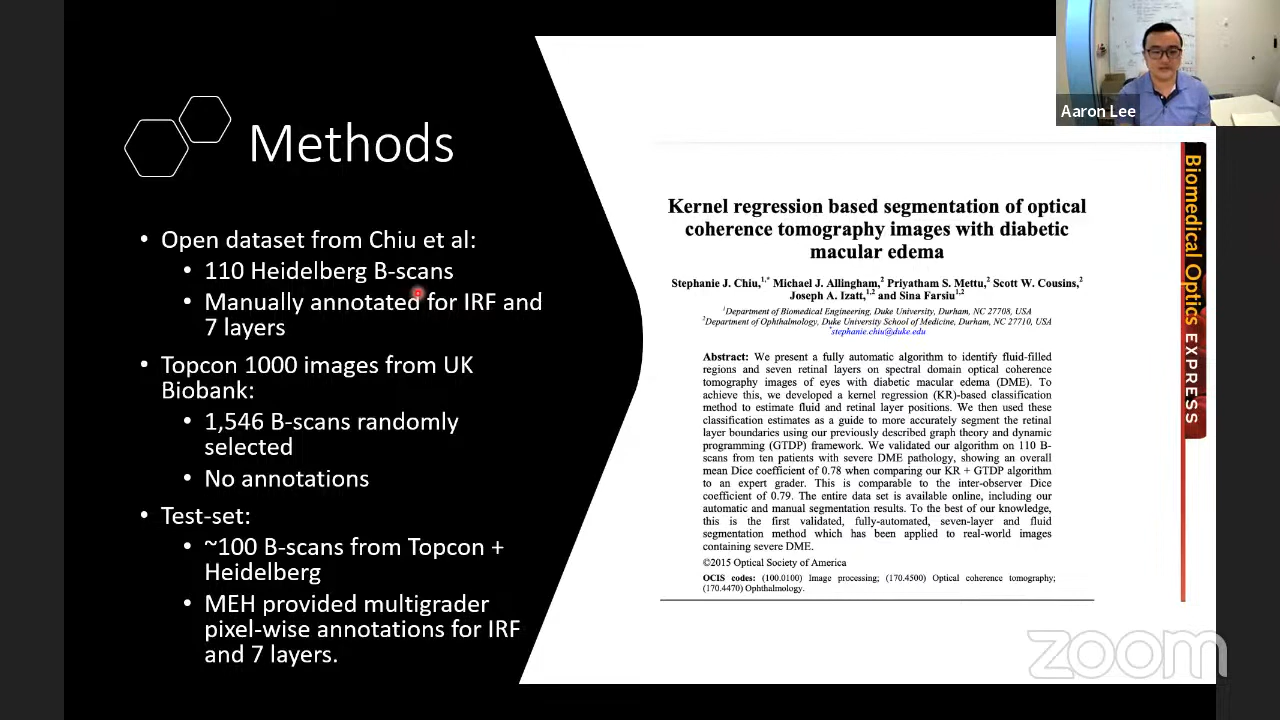 Methods
• Open dataset from Chiu et al:
• 110 Heidelberg B-scans
• Manually annotated for IRF and
7 layers
• Topcon 1000 images from UK
Biobank:
• 1,546 B-scans randomly
selected
• No annotations
• Test-set:
• ~100 B-scans from Topcon +
Heidelberg
• MEH provided multigrader
pixel-wise annotations for IRF
and 7 layers.
Kernel regression based segmentation of optical
coherence tomography images with diabetic
macular edema
Stephanie J. Chiu,1,* Michael J. Allingham,2 Priyatham S. Mettu,2 Scott W. Cousins,2
Joseph A. Izatt,1,2 and Sina Farsiu1,2
1Department of Biomedical Engineering, Duke University, Durham, NC 27708, USA
2Department of Ophthalmology, Duke University School of Medicine, Durham, NC 27710, USA
*stephanie.chiu@duke.edu
Abstract: We present a fully automatic algorithm to identify fluid-filled
regions and seven retinal layers on spectral domain optical coherence
tomography images of eyes with diabetic macular edema (DME). To
achieve this, we developed a kernel regression (KR)-based classification
method to estimate fluid and retinal layer positions. We then used these
classification estimates as a guide to more accurately segment the retinal
layer boundaries using our previously described graph theory and dynamic
programming (GTDP) framework. We validated our algorithm on 110 B-
scans from ten patients with severe DME pathology, showing an overall
mean Dice coefficient of 0.78 when comparing our KR + GTDP algorithm
to an expert grader. This is comparable to the inter-observer Dice
coefficient of 0.79. The entire data set is available online, including our
automatic and manual segmentation results. To the best of our knowledge,
this is the first validated, fully-automated, seven-layer and fluid
segmentation method which has been applied to real-world images
containing severe DME.
©2015 Optical Society of America
OCIS codes: (100.0100) Image processing; (170.4500) Optical coherence tomography;
(170.4470) Ophthalmology.
Biomedical Optics EXPRESS
Aaron Lee
zoom